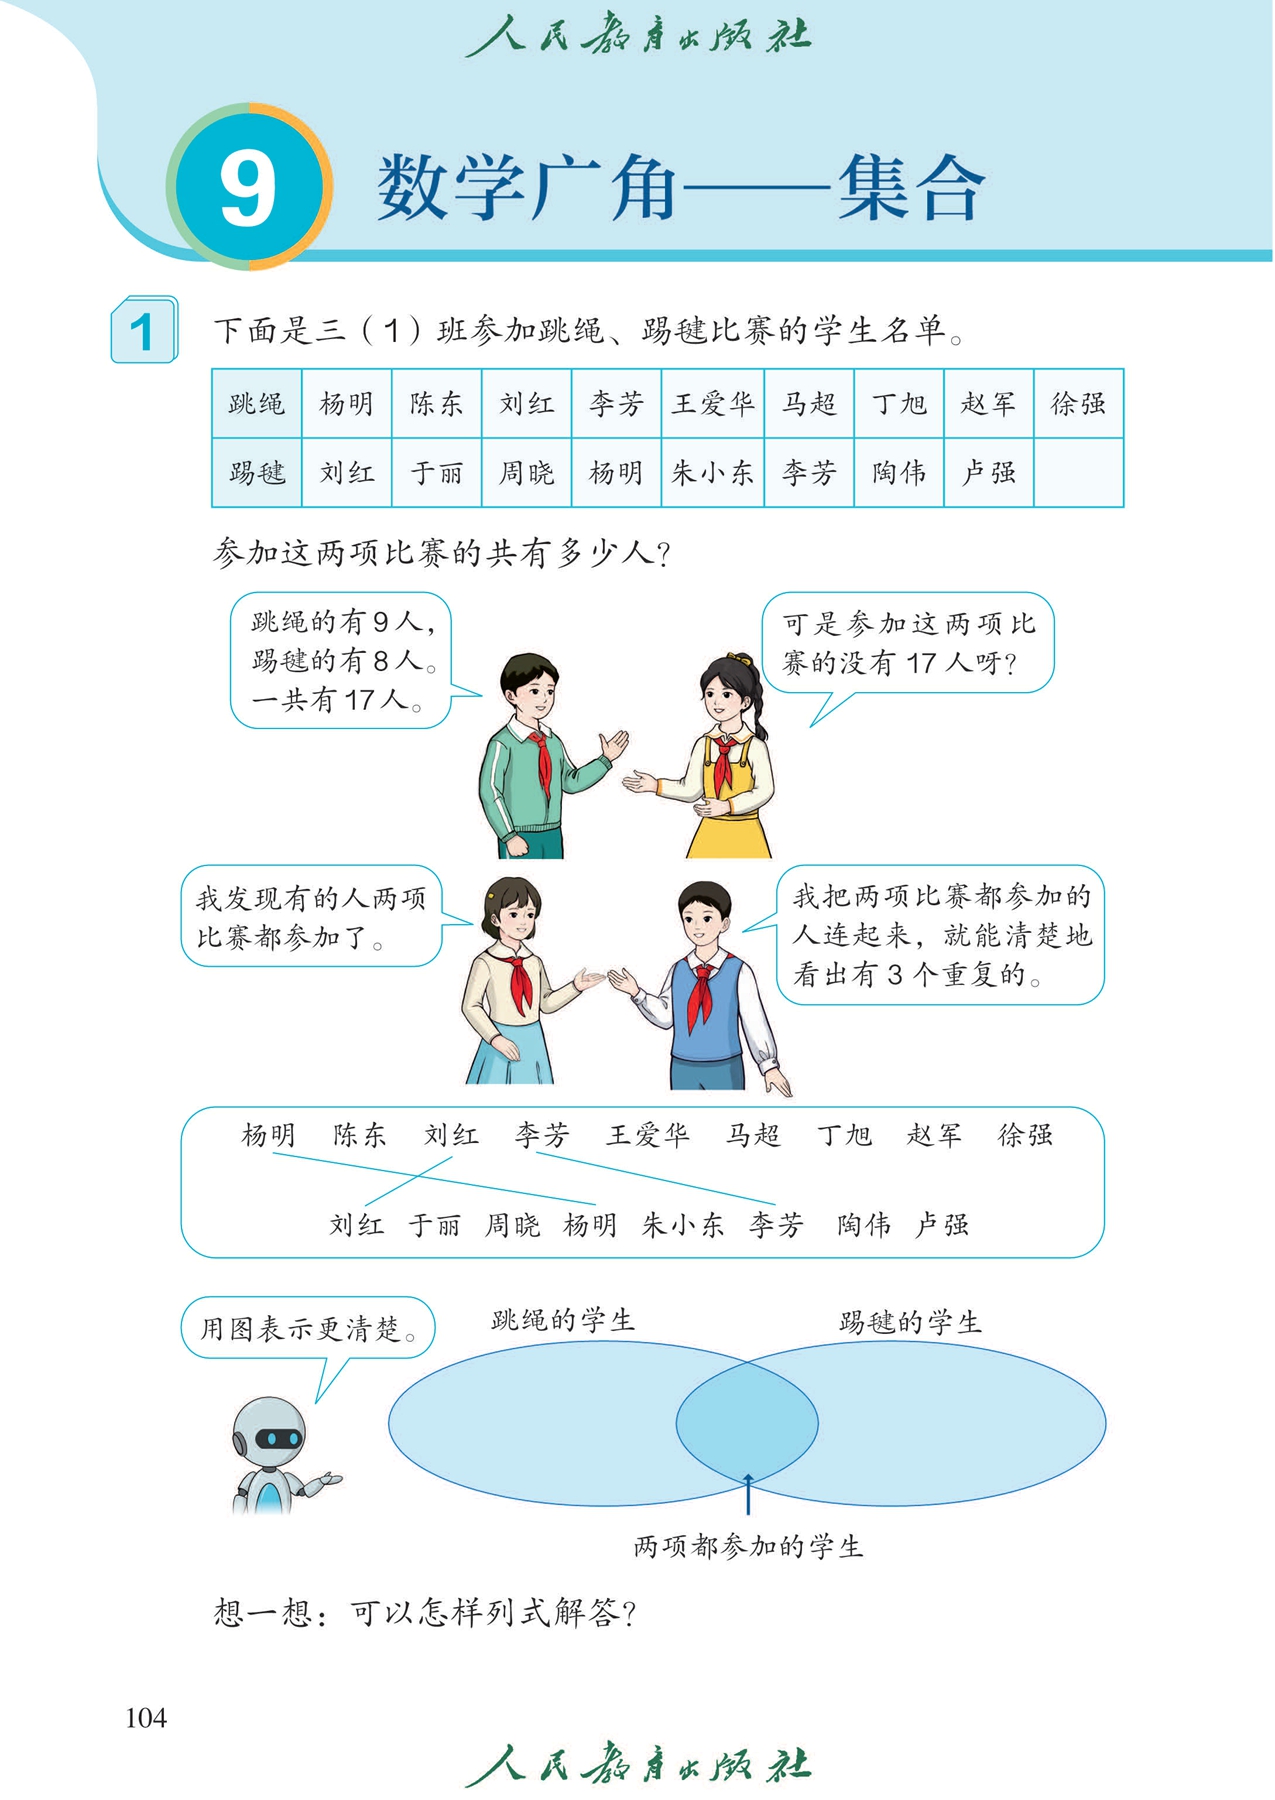 人民教育出版社
9
数学广角——集合
1
下面是三（1）班参加跳绳、踢毽比赛的学生名单。
跳绳 杨明 陈东 刘红 李芳 王爱华 马超 丁旭 赵军 徐强
踢毽 刘红 于丽 周晓 杨明 朱小东 李芳 陶伟 卢强
参加这两项比赛的共有多少人？
跳绳的有9人，
踢毽的有8人。
一共有17人。
可是参加这两项比
赛的没有 17 人呀？
我发现有的人两项
比赛都参加了。
我把两项比赛都参加的
人连起来，就能清楚地
看出有 3 个重复的。
杨明 陈东 刘红 李芳 王爱华 马超 丁旭 赵军 徐强
刘红 于丽 周晓 杨明 朱小东 李芳 陶伟 卢强
用图表示更清楚。
跳绳的学生
踢毽的学生
两项都参加的学生
想一想：可以怎样列式解答？
104
人民教育出版社